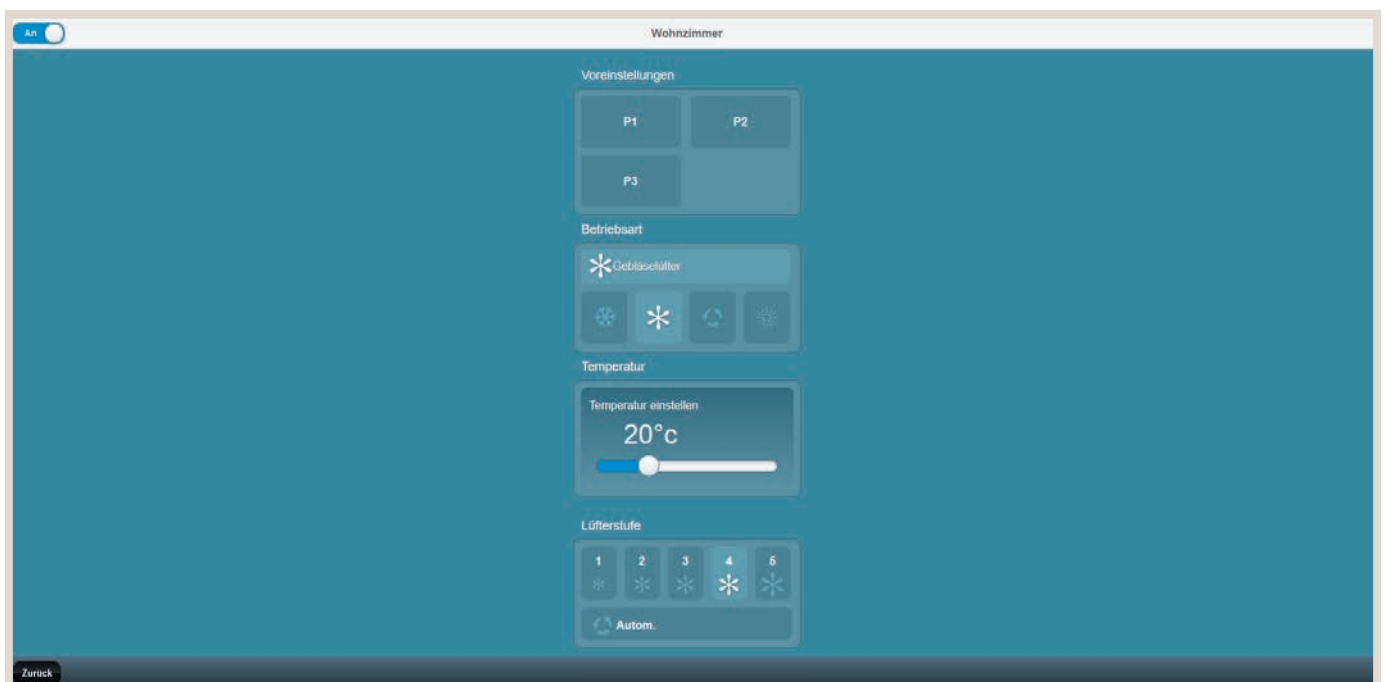 An
Wohnzimmer
Voreinstellungen
P1 P2
P3
Betriebsart
Gebläselüfter
Temperatur
Temperatur einstellen
20°c
Lüfterstufe
1 2 3 4 5
Autom.
Zurück